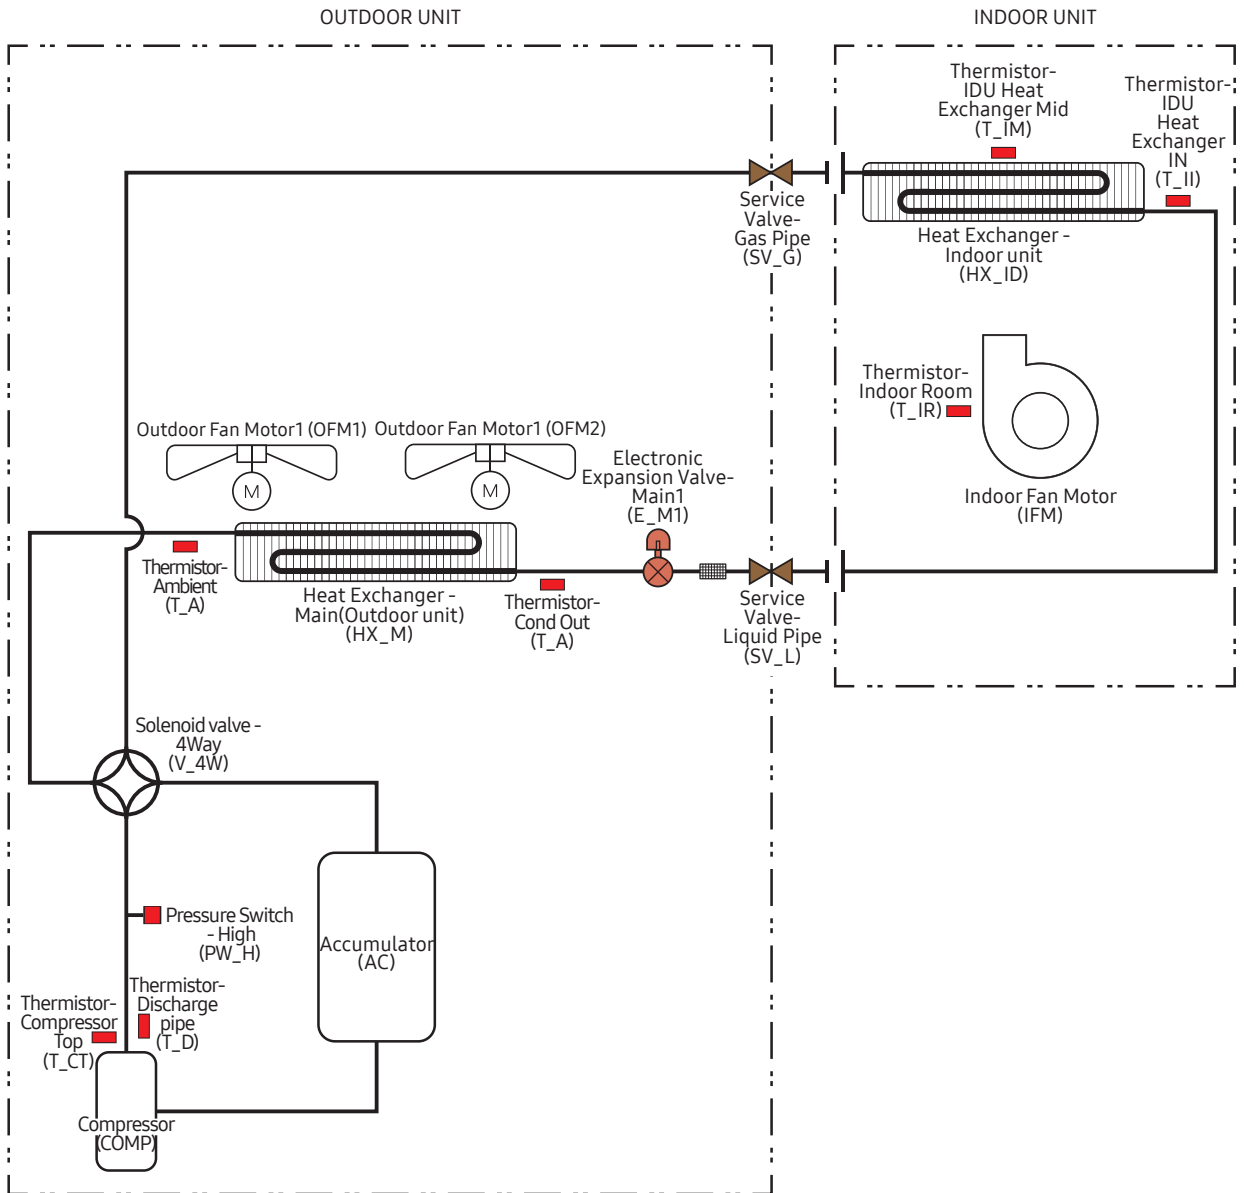 OUTDOOR UNIT
INDOOR UNIT
Thermistor-
IDU Heat
Exchanger Mid
(T_IM)
Thermistor-
IDU
Heat
Exchanger
IN
(T_II)
Service
Valve-
Gas Pipe
(SV_G)
Heat Exchanger -
Indoor unit
(HX_ID)
Thermistor-
Indoor Room
(T_IR)
Indoor Fan Motor
(IFM)
Outdoor Fan Motor1 (OFM1)
M
Outdoor Fan Motor1 (OFM2)
M
Electronic
Expansion Valve-
Main1
(E_M1)
Thermistor-
Ambient
(T_A)
Heat Exchanger -
Main(Outdoor unit)
(HX_M)
Thermistor-
Cond Out
(T_A)
Service
Valve-
Liquid Pipe
(SV_L)
Solenoid valve -
4Way
(V_4W)
Pressure Switch
- High
(PW_H)
Accumulator
(AC)
Thermistor-
Compressor
Top
(T_CT)
Thermistor-
Discharge
pipe
(T_D)
Compressor
(COMP)